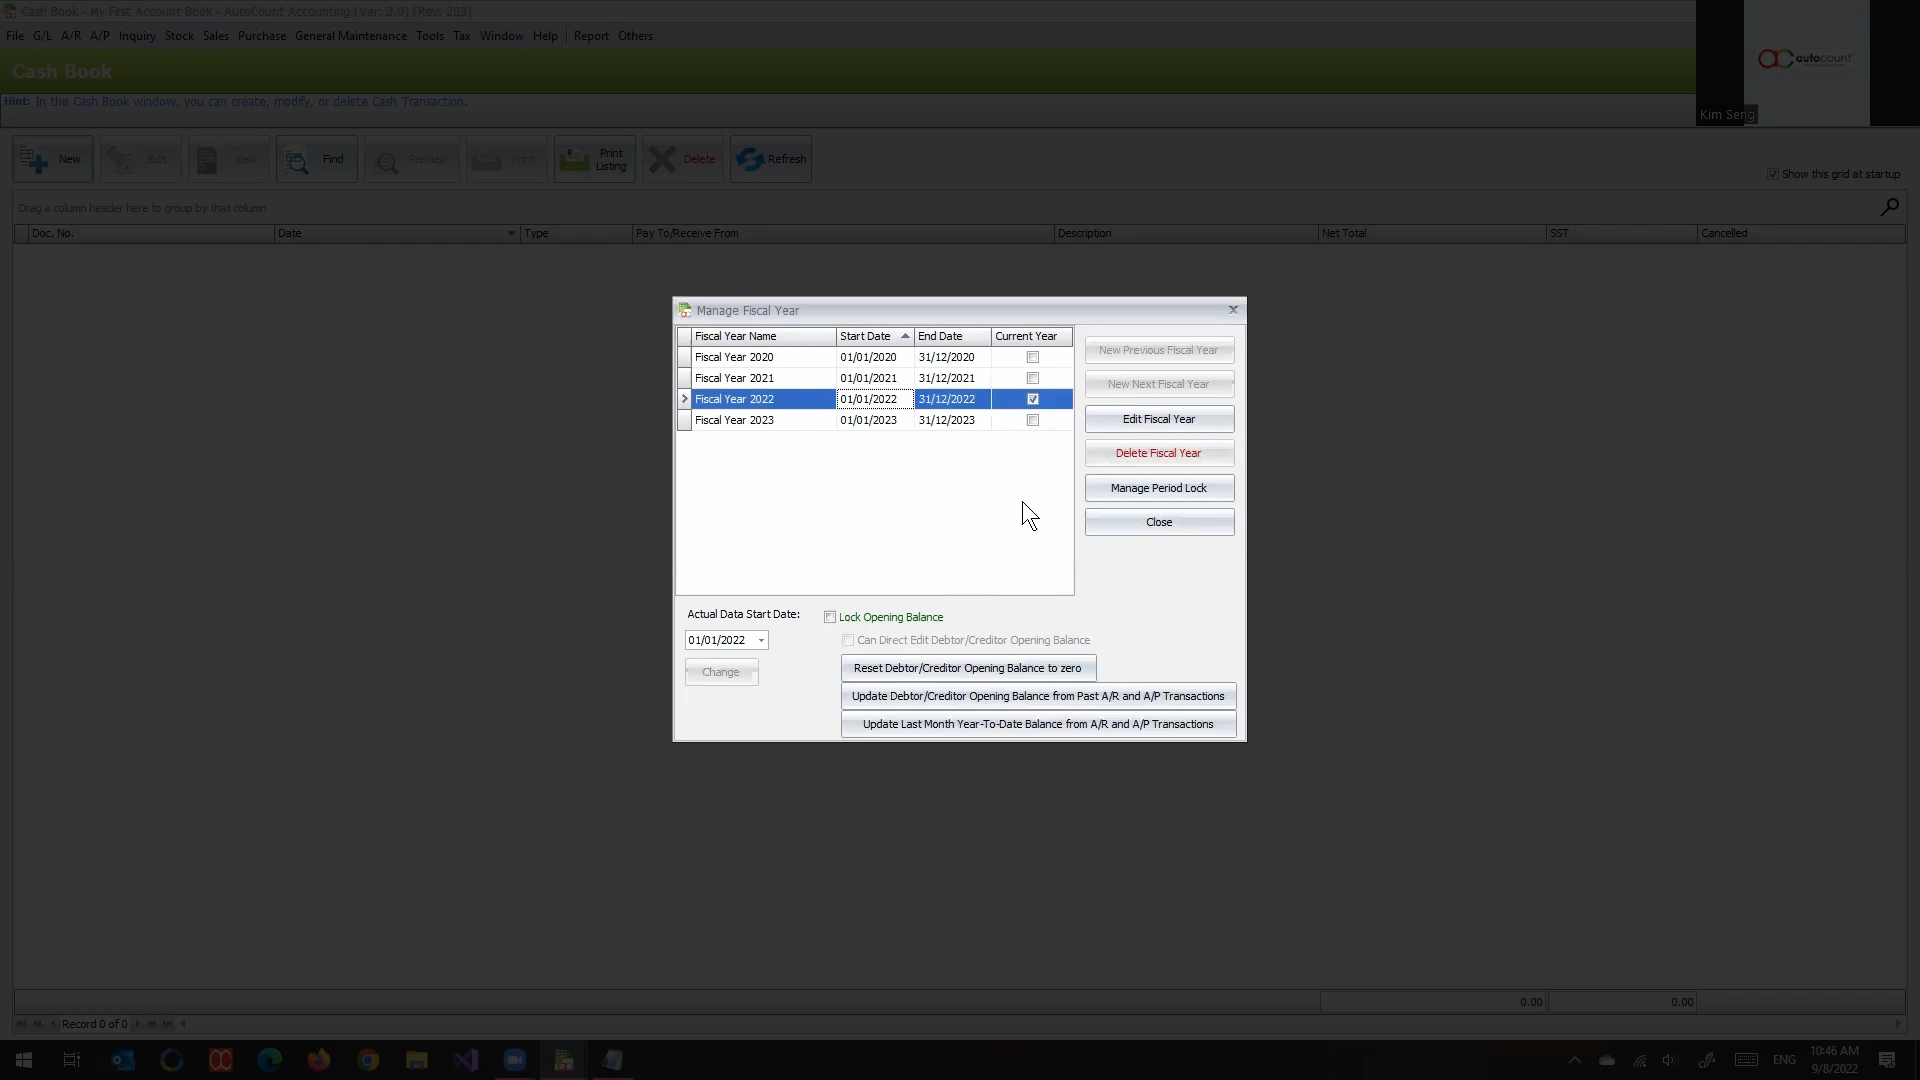 Cash Book - My First Account Book - AutoCount Accounting (Ver: 2.0) (Rev: 203)
File G/L A/R A/P Inquiry Stock Sales Purchase General Maintenance Tools Tax Window Help Report Others
Cash Book
autocount
Hint: In this Cash Book window, you can create, modify, or delete Cash Transaction.
Kim Seng
New Edit View Find Preview Print Print Listing Delete Refresh
Show this grid at startup
Drag a column header here to group by that column
Doc. No. Date Type Pay To/Receive From Description Net Total SST Cancelled
Manage Fiscal Year
Fiscal Year Name Start Date End Date Current Year
Fiscal Year 2020 01/01/2020 31/12/2020
Fiscal Year 2021 01/01/2021 31/12/2021
Fiscal Year 2022 01/01/2022 31/12/2022
Fiscal Year 2023 01/01/2023 31/12/2023
New Previous Fiscal Year
New Next Fiscal Year
Edit Fiscal Year
Delete Fiscal Year
Manage Period Lock
Close
Actual Data Start Date:
01/01/2022
Change
Lock Opening Balance
Can Direct Edit Debtor/Creditor Opening Balance
Reset Debtor/Creditor Opening Balance to zero
Update Debtor/Creditor Opening Balance from Past A/R and A/P Transactions
Update Last Month Year-To-Date Balance from A/R and A/P Transactions
0.00 0.00
Record 0 of 0
ENG
10:46 AM
9/8/2022